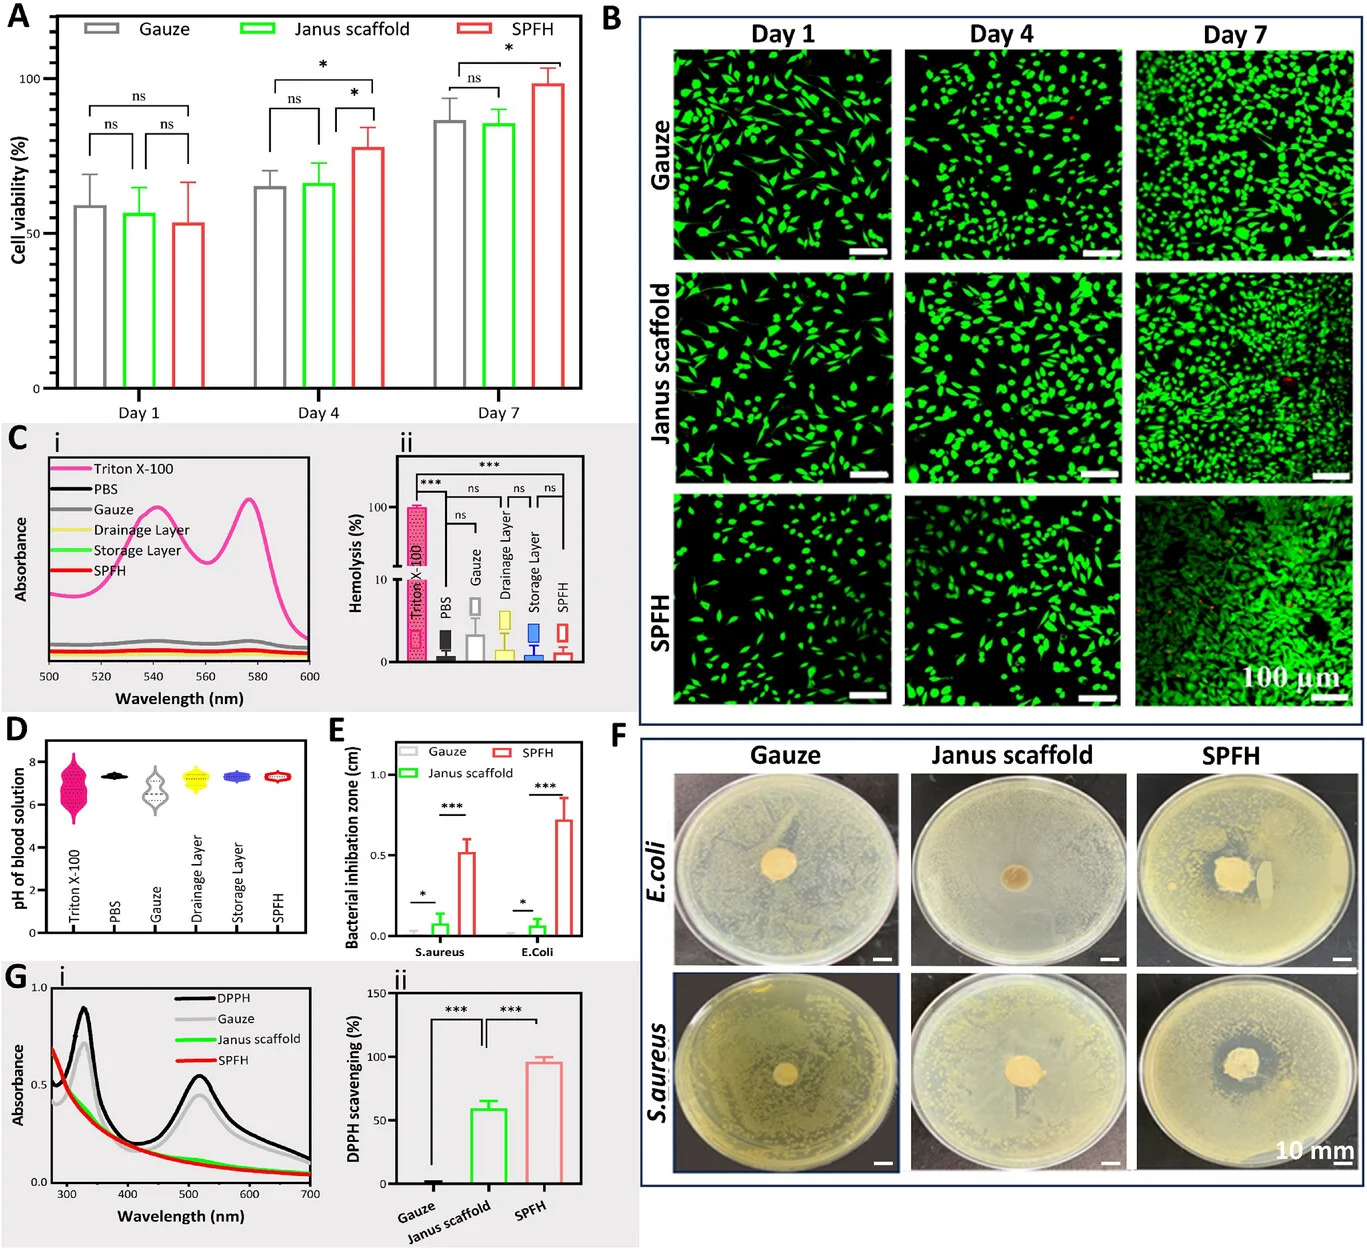 A
Gauze Janus scaffold SPFH
Cell viability (%)
100
50
0
ns
ns ns
*
ns *
*
ns
Day 1 Day 4 Day 7
B
Day 1 Day 4 Day 7
Gauze
Janus scaffold
SPFH
100 µm
C
i
Triton X-100
PBS
Gauze
Drainage Layer
Storage Layer
SPFH
Absorbance
500 520 540 560 580 600
Wavelength (nm)
ii
Hemolysis (%)
100
10
0
***
*** ns ns ns
ns
Triton X-100
PBS
Gauze
Drainage Layer
Storage Layer
SPFH
D
pH of blood solution
8
6
4
2
0
Triton X-100
PBS
Gauze
Drainage Layer
Storage Layer
SPFH
E
Gauze SPFH
Janus scaffold
Bacterial inhibation zone (cm)
1.0
0.5
0.0
* ***
* ***
S.aureus E.Coli
F
Gauze Janus scaffold SPFH
E.coli
S.aureus
10 mm
G
i
DPPH
Gauze
Janus scaffold
SPFH
Absorbance
1.0
0.5
0.0
300 400 500 600 700
Wavelength (nm)
ii
DPPH scavenging (%)
150
100
50
0
*** ***
Gauze
Janus scaffold
SPFH